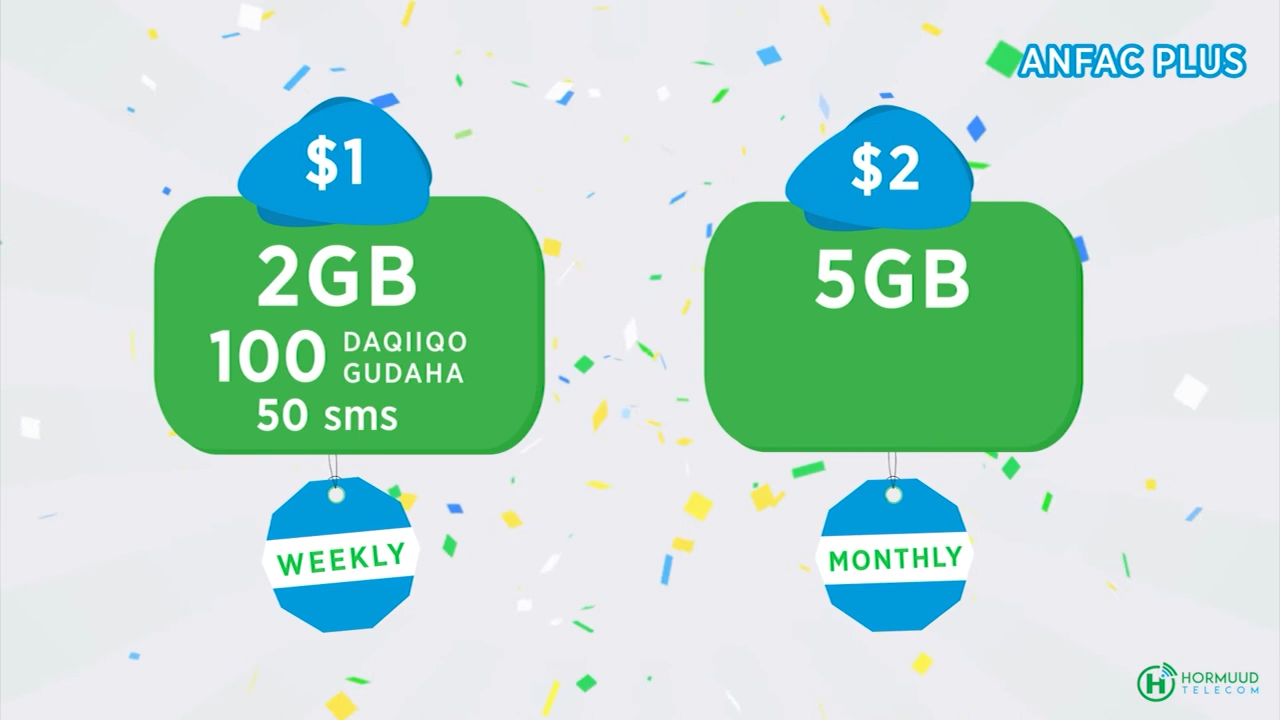 ANFAC PLUS
$1
2GB
100 DAQIIQO
GUDAHA
50 sms
WEEKLY
$2
5GB
MONTHLY
HORMUUD
TELECOM